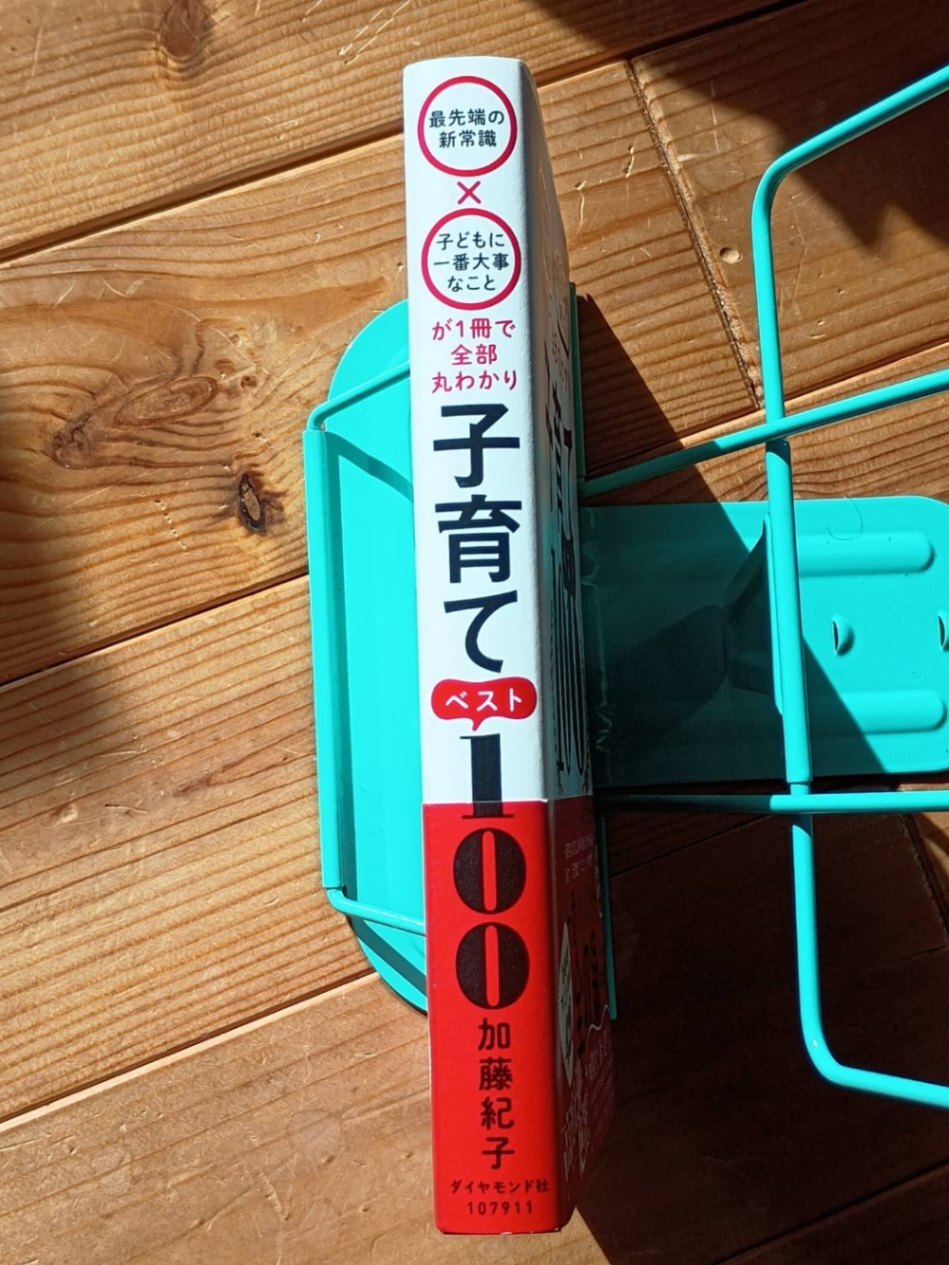 最先端の
新常識
×
子どもに
一番大事
なこと
が1冊で
全部
丸わかり
子育て
ベスト
100
加藤紀子
ダイヤモンド社
107911